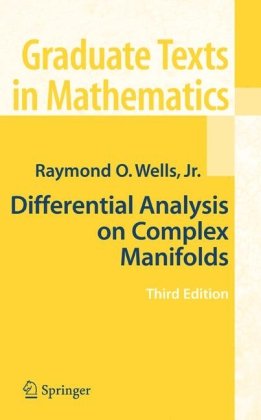 Graduate Texts
in Mathematics
Raymond O. Wells, Jr.
Differential Analysis
on Complex
Manifolds
Third Edition
Springer